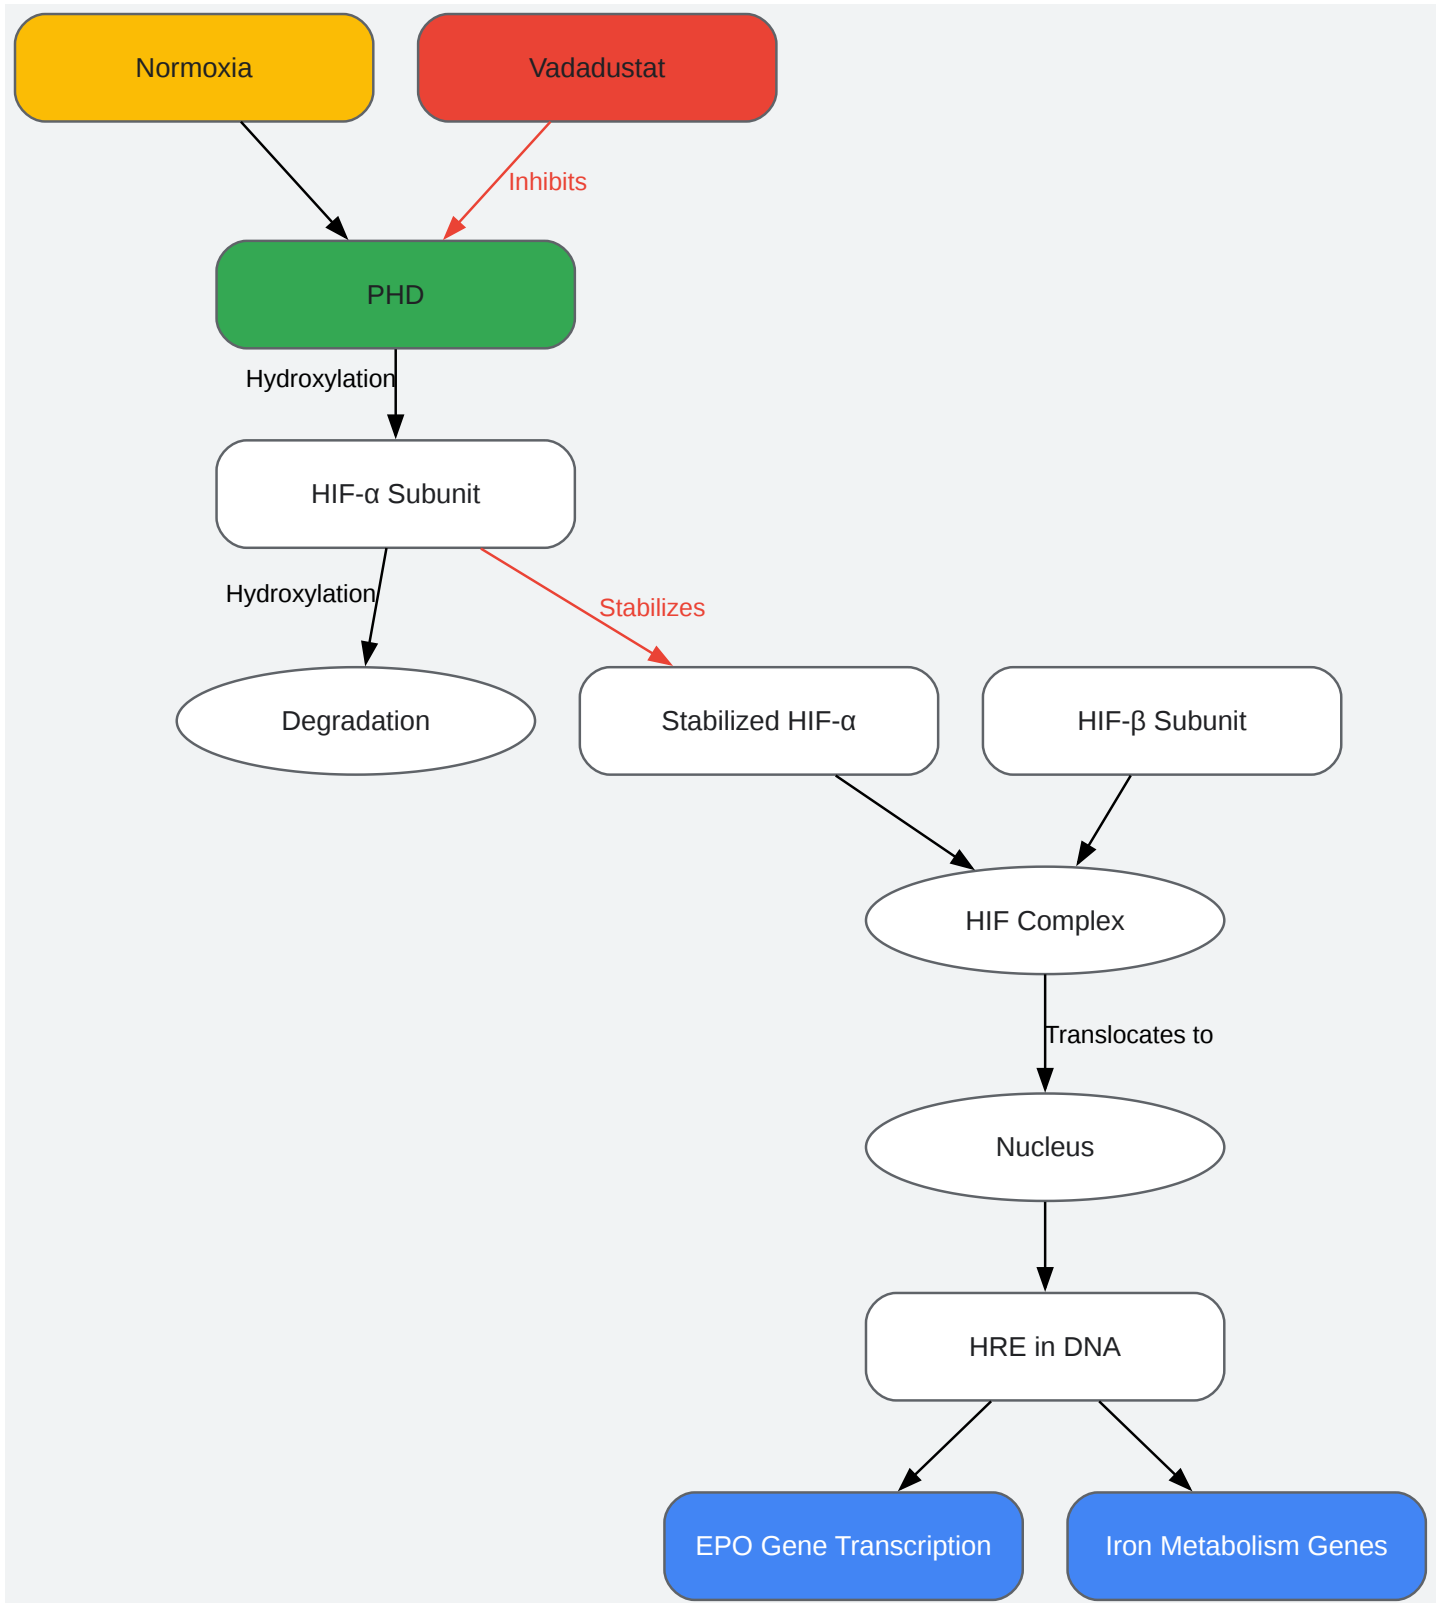 Normoxia
Vadadustat
Inhibits
PHD
Hydroxylation
HIF-α Subunit
Hydroxylation
Stabilizes
Degradation
Stabilized HIF-α
HIF-β Subunit
HIF Complex
Translocates to
Nucleus
HRE in DNA
EPO Gene Transcription
Iron Metabolism Genes